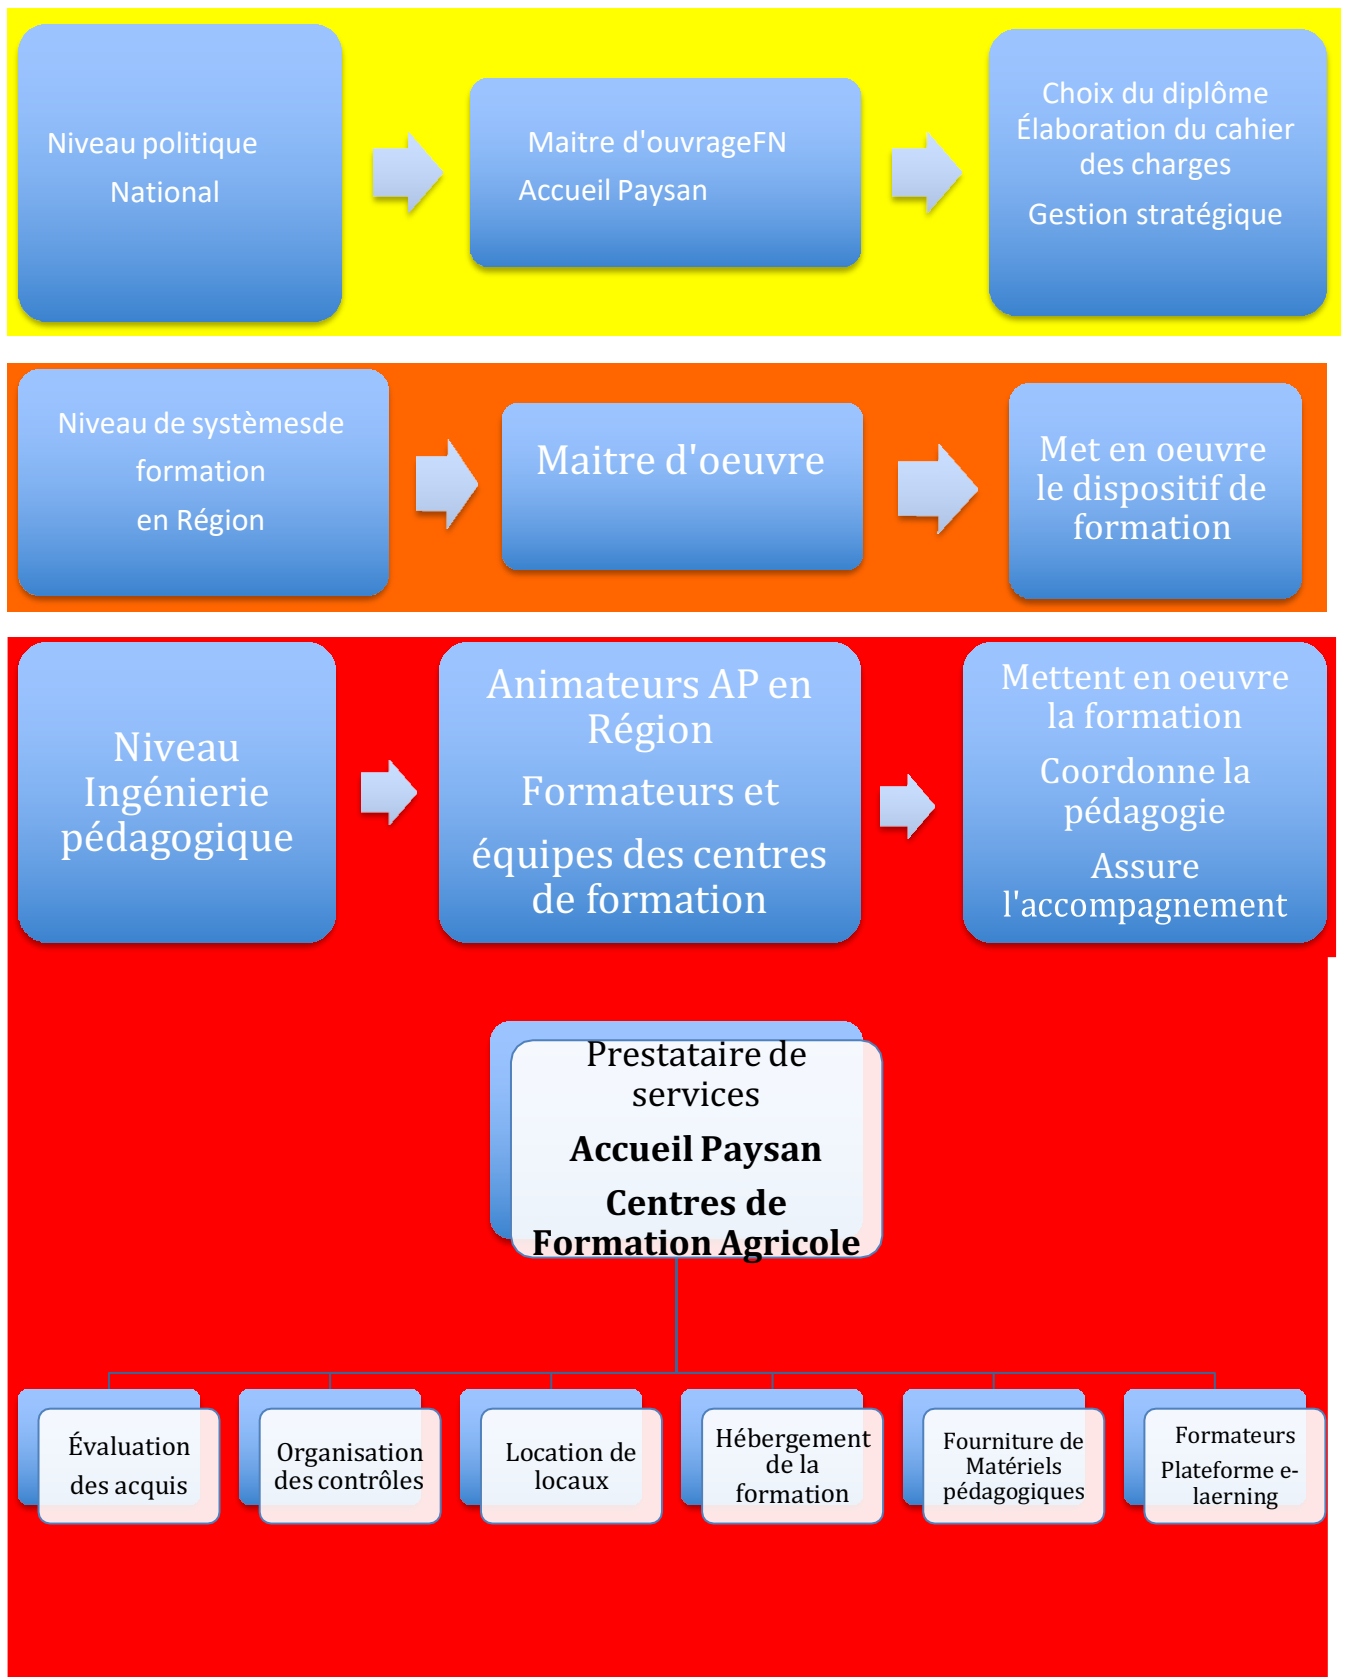 Niveau politique
National
Maitre d'ouvrageFN
Accueil Paysan
Choix du diplôme
Élaboration du cahier
des charges
Gestion stratégique
Niveau de systèmesde
formation
en Région
Maitre d'oeuvre
Met en oeuvre
le dispositif de
formation
Niveau
Ingénierie
pédagogique
Animateurs AP en
Région
Formateurs et
équipes des centres
de formation
Mettent en oeuvre
la formation
Coordonne la
pédagogie
Assure
l'accompagnement
Prestataire de
services
Accueil Paysan
Centres de
Formation Agricole
Évaluation
des acquis
Organisation
des contrôles
Location de
locaux
Hébergement
de la
formation
Fourniture de
Matériels
pédagogiques
Formateurs
Plateforme e-
laerning